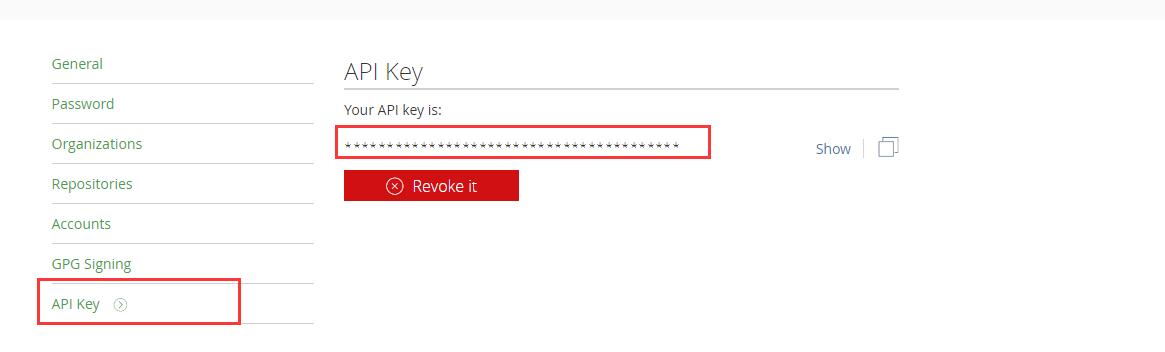 General
Password
Organizations
Repositories
Accounts
GPG Signing
API Key
API Key
Your API key is:
****************************************
Show
Revoke it